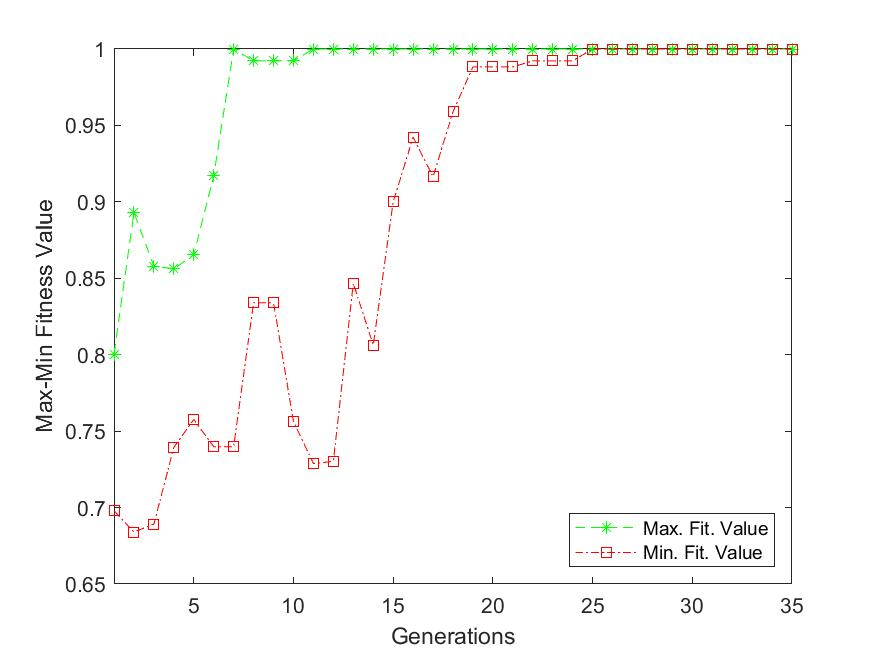 Max-Min Fitness Value
1
0.95
0.9
0.85
0.8
0.75
0.7
0.65
5 10 15 20 25 30 35
Generations
Max. Fit. Value
Min. Fit. Value